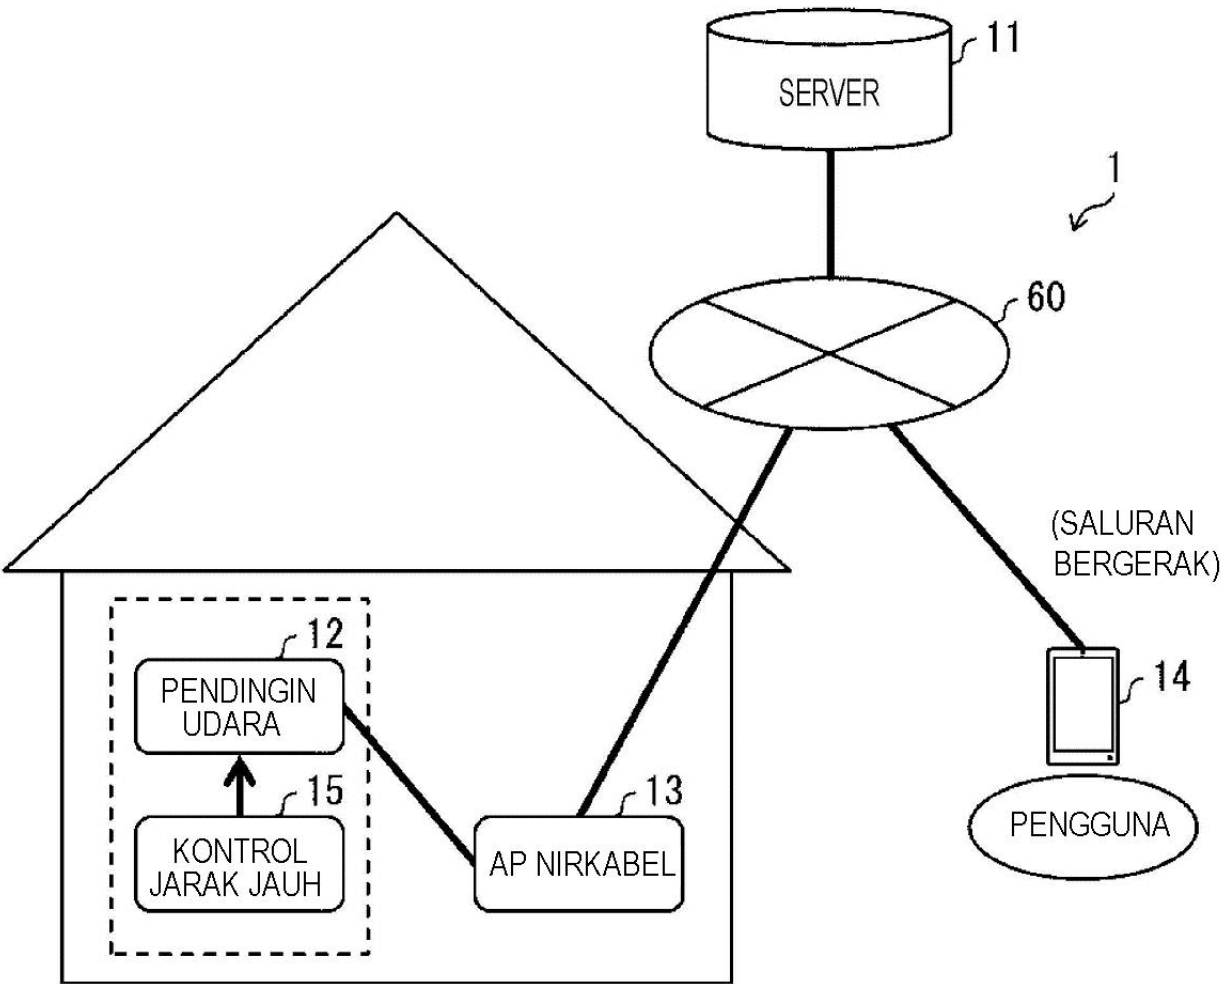 11
SERVER
1
60
(SALURAN
BERGERAK)
12
PENDINGIN
UDARA
14
15
13
KONTROL
JARAK JAUH
AP NIRKABEL
PENGGUNA